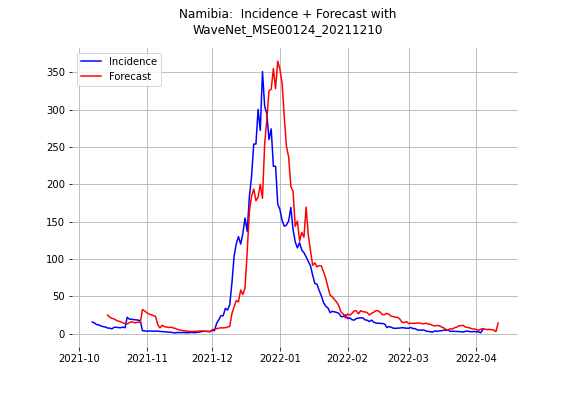 Namibia:  Incidence + Forecast with
WaveNet_MSE00124_20211210
Incidence
Forecast
350
300
250
200
150
100
50
0
2021-10 2021-11 2021-12 2022-01 2022-02 2022-03 2022-04